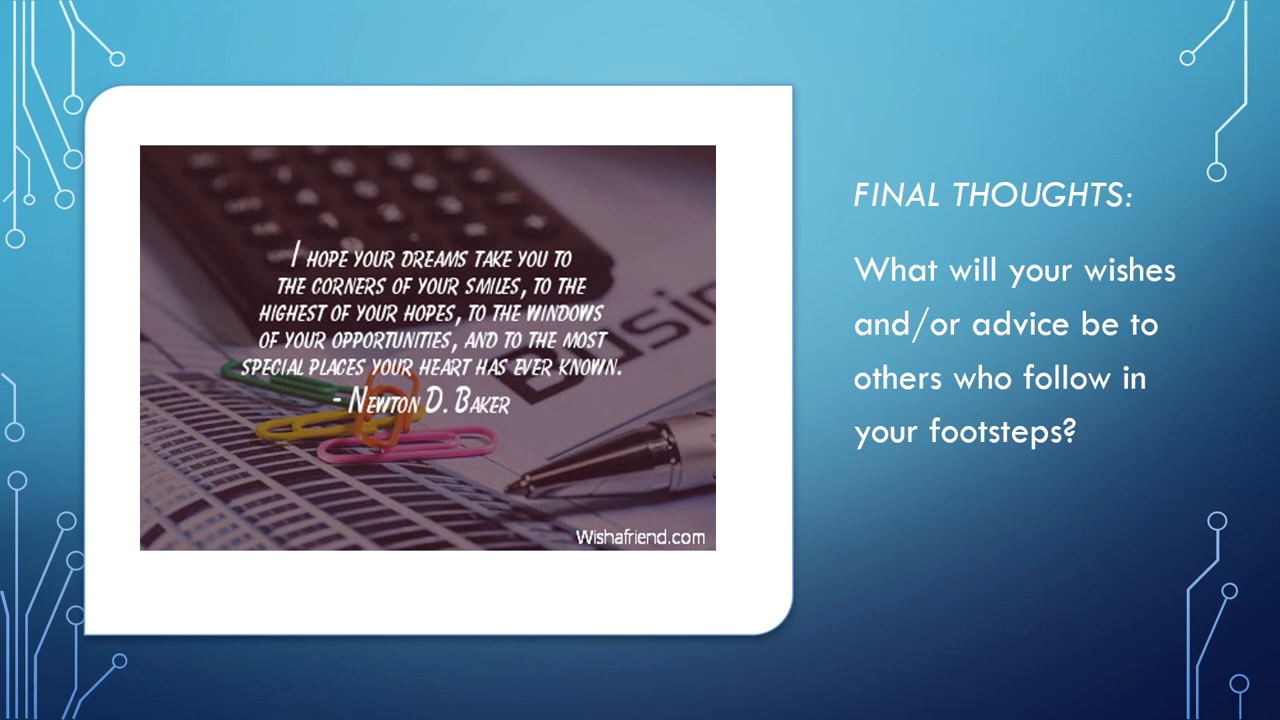 I HOPE YOUR DREAMS TAKE YOU TO
THE CORNERS OF YOUR SMILES, TO THE
HIGHEST OF YOUR HOPES, TO THE WINDOWS
OF YOUR OPPORTUNITIES, AND TO THE MOST
SPECIAL PLACES YOUR HEART HAS EVER KNOWN.
- NEWTON D. BAKER
Busin
Wishafriend.com
FINAL THOUGHTS:
What will your wishes
and/or advice be to
others who follow in
your footsteps?